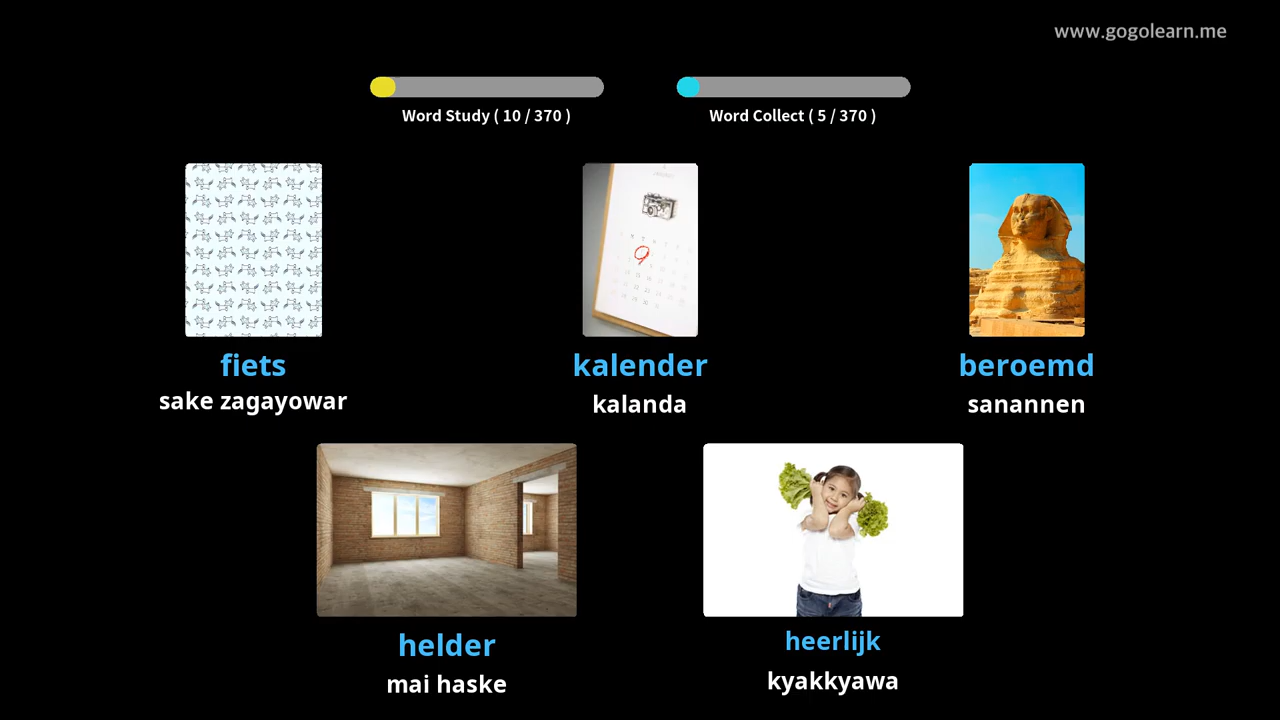 www.gogolearn.me
Word Study ( 10 / 370 )
Word Collect ( 5 / 370 )
fiets
sake zagayowar
kalender
kalanda
beroemd
sanannen
helder
mai haske
heerlijk
kyakkyawa